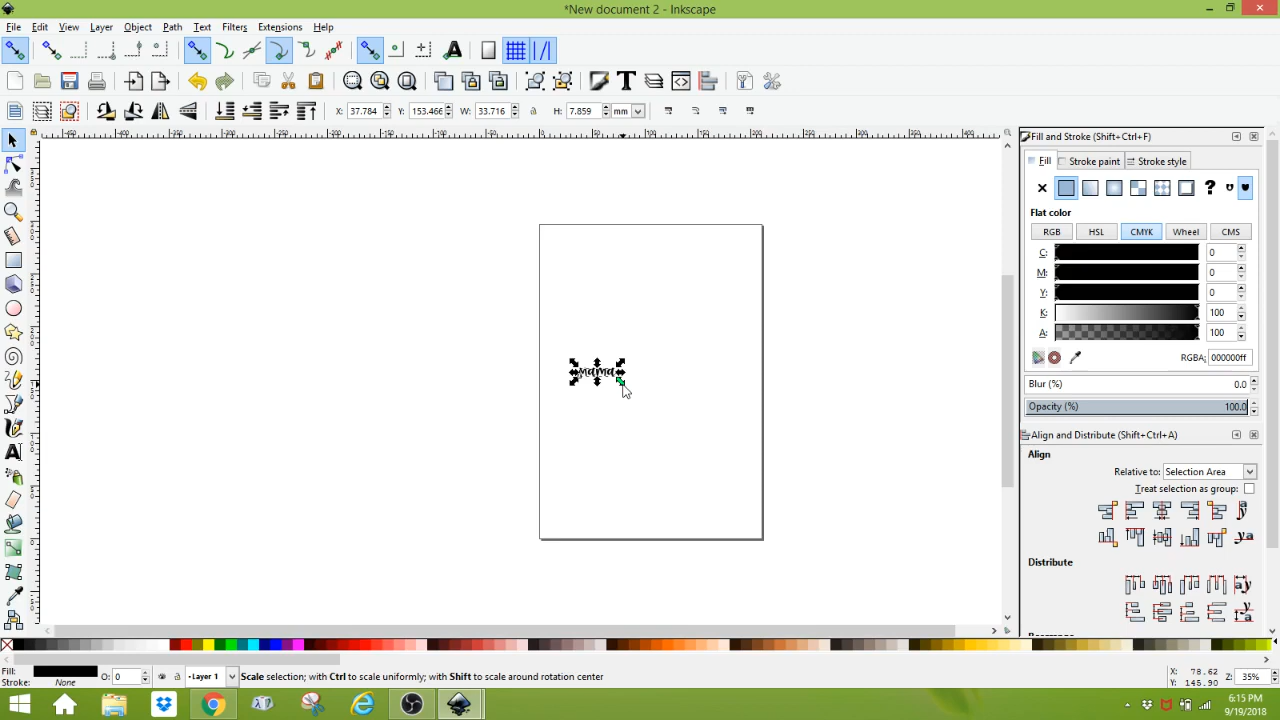 *New document 2 - Inkscape
File Edit View Layer Object Path Text Filters Extensions Help
X: 37.784 Y: 153.466 W: 33.716 H: 7.859 mm
Fill and Stroke (Shift+Ctrl+F)
Fill Stroke paint Stroke style
Flat color
RGB HSL CMYK Wheel CMS
C: 0
M: 0
Y: 0
K: 100
A: 100
RGBA: 000000ff
Blur (%) 0.0
Opacity (%) 100.0
Align and Distribute (Shift+Ctrl+A)
Align
Relative to: Selection Area
Treat selection as group:
Distribute
mama
Fill:
Stroke: None
O: 0
Layer 1
Scale selection; with Ctrl to scale uniformly; with Shift to scale around rotation center
X: 78.62
Y: 145.90
Z: 35%
6:15 PM
9/19/2018